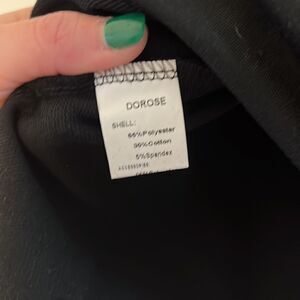 DOROSE
SHELL:
65%Polyester
30%Cotton
5%Spandex